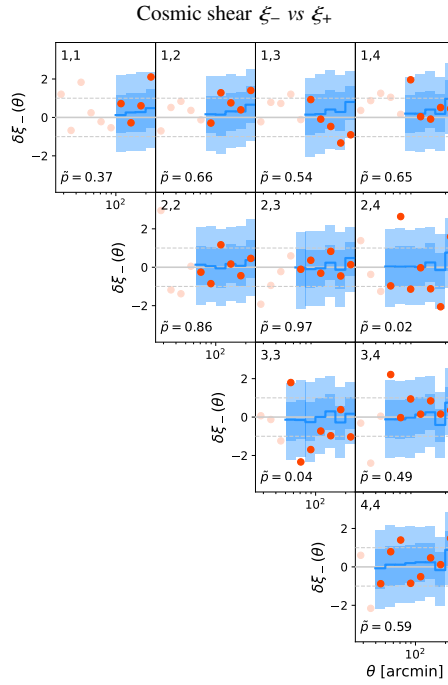 Cosmic shear ξ− vs ξ+
1,1 1,2 1,3 1,4
δξ−(θ)
2
0
−2
p̃ = 0.37 p̃ = 0.66 p̃ = 0.54 p̃ = 0.65
10²
2,2 2,3 2,4
δξ−(θ)
2
0
−2
p̃ = 0.86 p̃ = 0.97 p̃ = 0.02
10²
3,3 3,4
δξ−(θ)
2
0
−2
p̃ = 0.04 p̃ = 0.49
10²
4,4
δξ−(θ)
2
0
−2
p̃ = 0.59
10²
θ [arcmin]